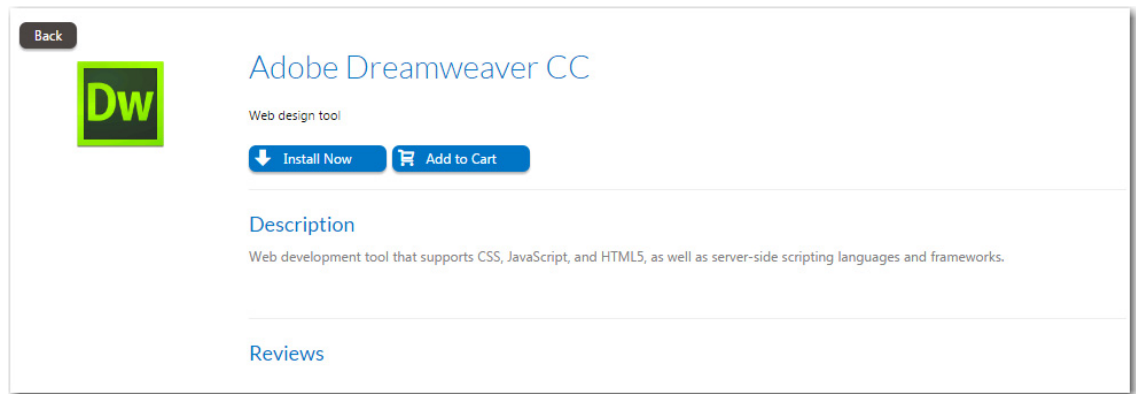 Back
Dw
Adobe Dreamweaver CC
Web design tool
Install Now
Add to Cart
Description
Web development tool that supports CSS, JavaScript, and HTML5, as well as server-side scripting languages and frameworks.
Reviews